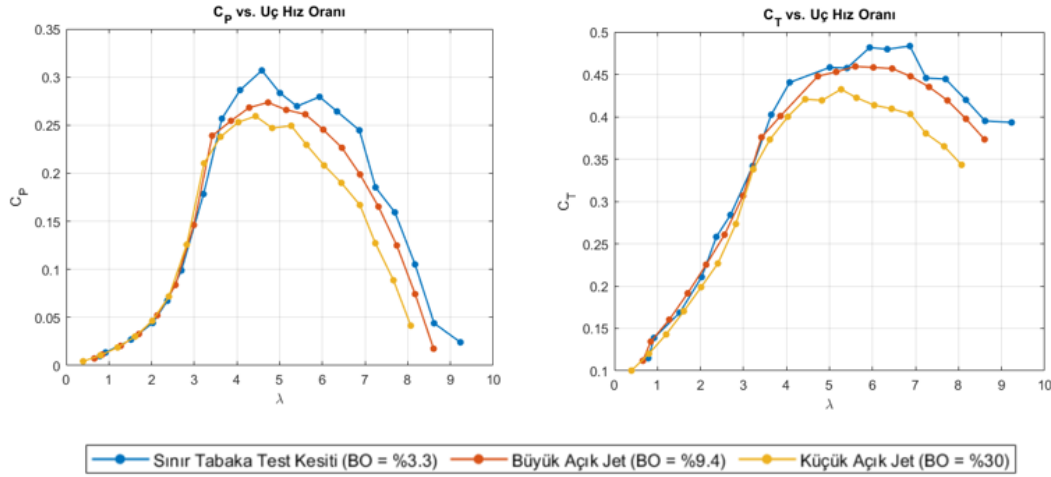 C_P vs. Uç Hız Oranı
0.35
0.3
0.25
0.2
0.15
0.1
0.05
0
C_P
0 1 2 3 4 5 6 7 8 9 10
λ
C_T vs. Uç Hız Oranı
0.5
0.45
0.4
0.35
0.3
0.25
0.2
0.15
0.1
C_T
0 1 2 3 4 5 6 7 8 9 10
λ
Sınır Tabaka Test Kesiti (BO = %3.3) Büyük Açık Jet (BO = %9.4) Küçük Açık Jet (BO = %30)